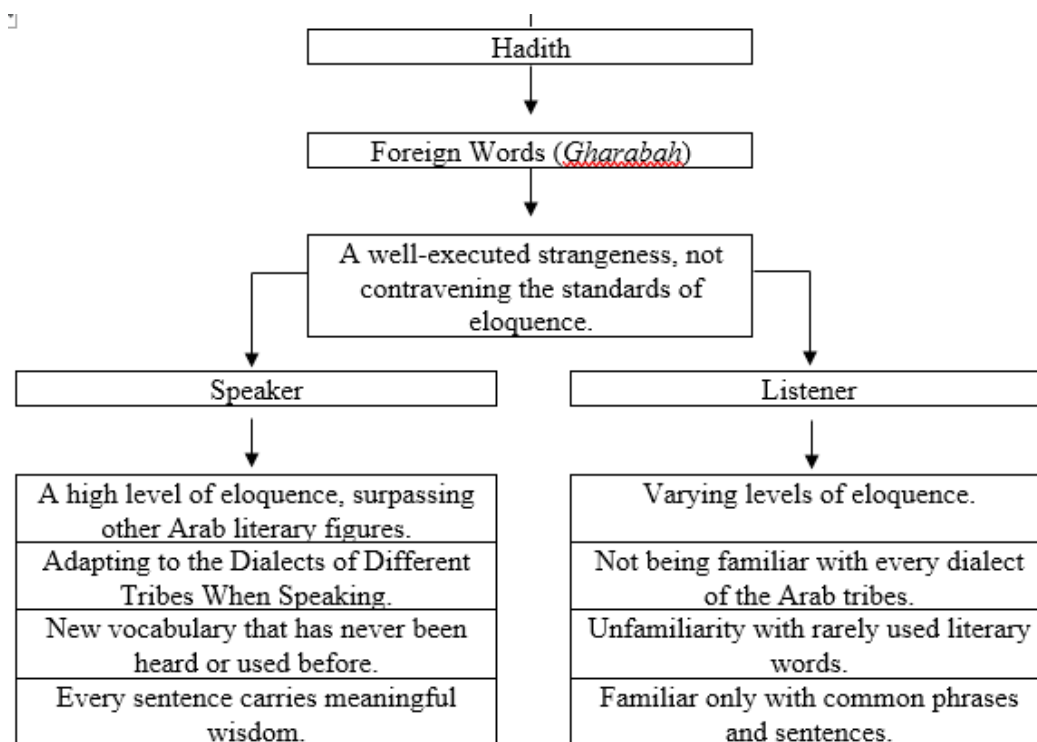 Hadith
Foreign Words (Gharabah)
A well-executed strangeness, not
contravening the standards of
eloquence.
Speaker
Listener
A high level of eloquence, surpassing
other Arab literary figures.
Adapting to the Dialects of Different
Tribes When Speaking.
New vocabulary that has never been
heard or used before.
Every sentence carries meaningful
wisdom.
Varying levels of eloquence.
Not being familiar with every dialect
of the Arab tribes.
Unfamiliarity with rarely used literary
words.
Familiar only with common phrases
and sentences.